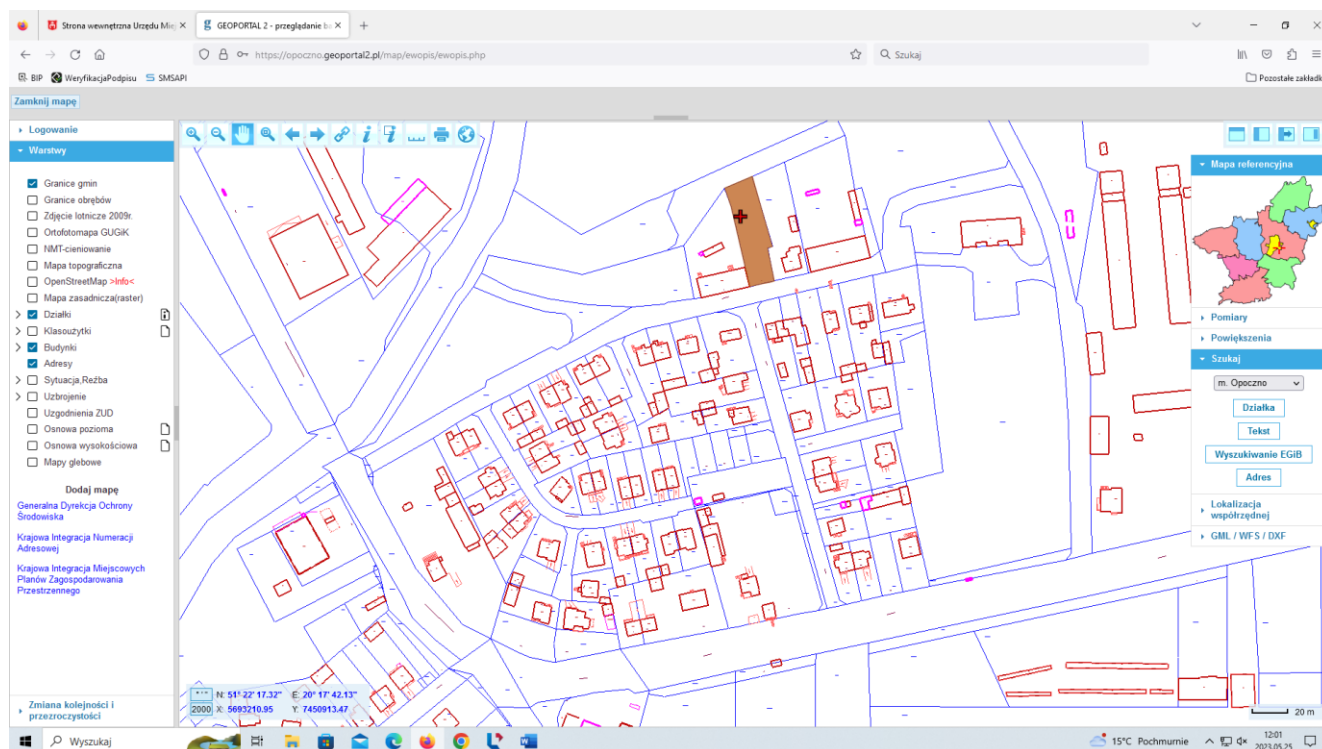 Strona wewnętrzna Urzędu Miej
GEOPORTAL 2 - przeglądanie ba
https://opoczno.geoportal2.pl/map/ewopis/ewopis.php
Szukaj
BIP
WeryfikacjaPodpisu
SMSAPI
Pozostałe zakładk
Zamknij mapę
Logowanie
Warstwy
Granice gmin
Granice obrębów
Zdjęcie lotnicze 2009r.
Ortofotomapa GUGiK
NMT-cieniowanie
Mapa topograficzna
OpenStreetMap >Info<
Mapa zasadnicza(raster)
Działki
Klasoużytki
Budynki
Adresy
Sytuacja,Rzeźba
Uzbrojenie
Uzgodnienia ZUD
Osnowa pozioma
Osnowa wysokościowa
Mapy glebowe
Dodaj mapę
Generalna Dyrekcja Ochrony
Środowiska
Krajowa Integracja Numeracji
Adresowej
Krajowa Integracja Miejscowych
Planów Zagospodarowania
Przestrzennego
Zmiana kolejności i
przezroczystości
N: 51° 22' 17.32" E: 20° 17' 42.13"
2000 X: 5693210.95 Y: 7450913.47
Mapa referencyjna
Pomiary
Powiększenia
Szukaj
m. Opoczno
Działka
Tekst
Wyszukiwanie EGiB
Adres
Lokalizacja
współrzędnej
GML / WFS / DXF
20 m
Wyszukaj
15°C Pochmurnie
12:01
2023.05.25